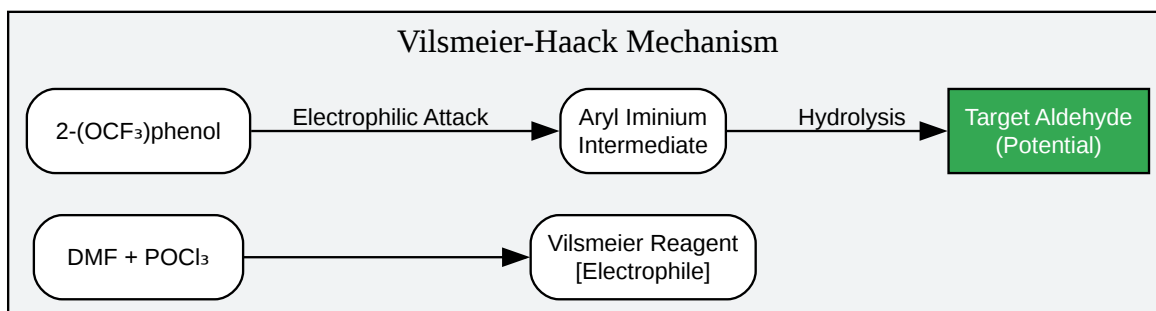 Vilsmeier-Haack Mechanism
2-(OCF₃)phenol
Electrophilic Attack
Aryl Iminium
Intermediate
Hydrolysis
Target Aldehyde
(Potential)
DMF + POCl₃
Vilsmeier Reagent
[Electrophile]